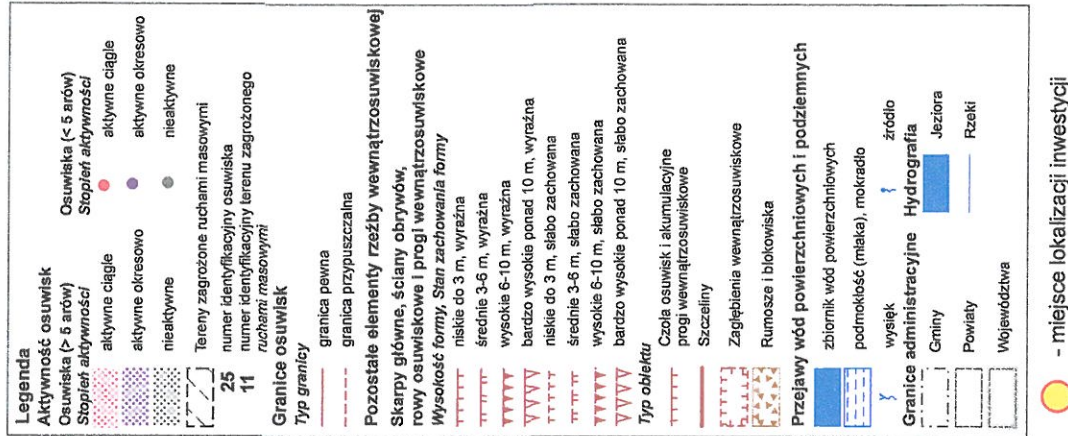 Legenda
Aktywność osuwisk
Osuwiska (> 5 arów)
Stopień aktywności
aktywne ciągle
aktywne okresowo
nieaktywne
Osuwiska (< 5 arów)
Stopień aktywności
aktywne ciągle
aktywne okresowo
nieaktywne
Tereny zagrożone ruchami masowymi
25 numer identyfikacyjny osuwiska
11 numer identyfikacyjny terenu zagrożonego
ruchami masowymi
Granice osuwisk
Typ granicy
granica pewna
granica przypuszczalna
Pozostałe elementy rzeźby wewnątrzosuwiskowej
Skarpy główne, ściany obrywów,
rowy osuwiskowe i progi wewnątrzosuwiskowe
Wysokość formy, Stan zachowania formy
niskie do 3 m, wyraźna
średnie 3-6 m, wyraźna
wysokie 6-10 m, wyraźna
bardzo wysokie ponad 10 m, wyraźna
niskie do 3 m, słabo zachowana
średnie 3-6 m, słabo zachowana
wysokie 6-10 m, słabo zachowana
bardzo wysokie ponad 10 m, słabo zachowana
Typ obiektu
Czoła osuwisk i akumulacyjne
progi wewnątrzosuwiskowe
Szczeliny
Zagłębienia wewnątrzosuwiskowe
Rumosze i blokowiska
Przejawy wód powierzchniowych i podziemnych
zbiornik wód powierzchniowych
podmokłość (młaka), mokradło
wysięk
źródło
Granice administracyjne
Gminy
Powiaty
Województwa
Hydrografia
Jeziora
Rzeki
- miejsce lokalizacji inwestycji